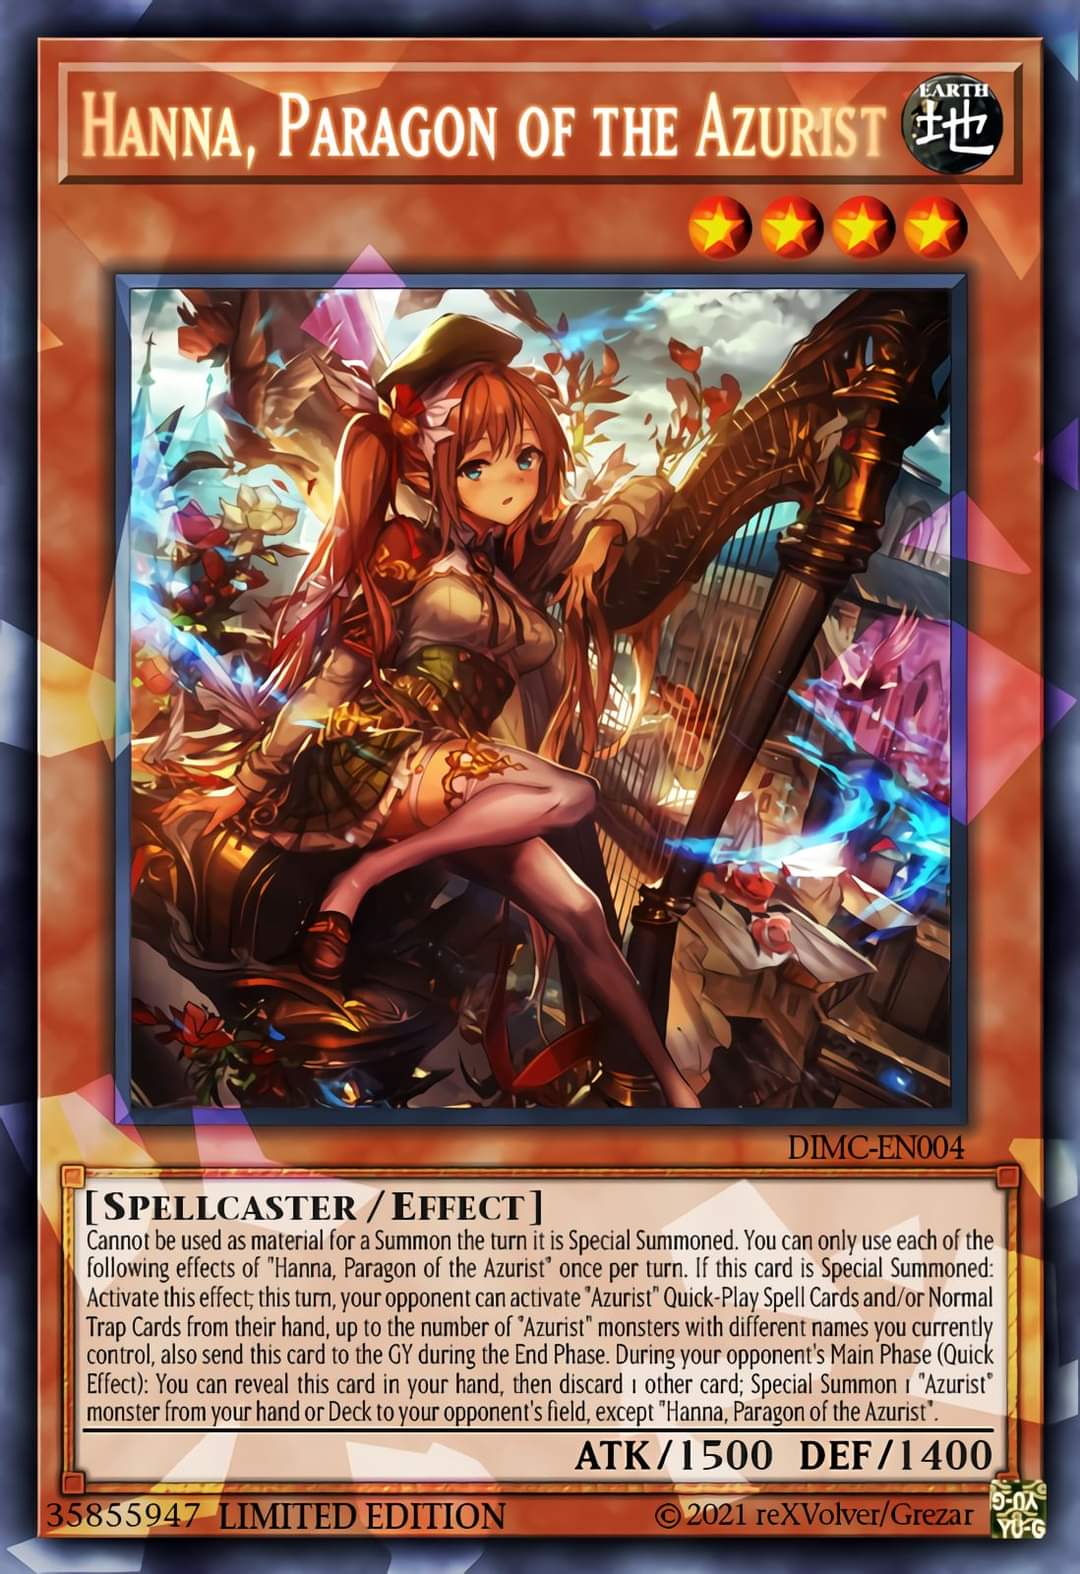 Hanna, Paragon of the Azurist
EARTH
地
DIMC-EN004
[Spellcaster / Effect]
Cannot be used as material for a Summon the turn it is Special Summoned. You can only use each of the
following effects of "Hanna, Paragon of the Azurist" once per turn. If this card is Special Summoned:
Activate this effect; this turn, your opponent can activate "Azurist" Quick-Play Spell Cards and/or Normal
Trap Cards from their hand, up to the number of "Azurist" monsters with different names you currently
control, also send this card to the GY during the End Phase. During your opponent's Main Phase (Quick
Effect): You can reveal this card in your hand, then discard 1 other card; Special Summon 1 "Azurist"
monster from your hand or Deck to your opponent's field, except "Hanna, Paragon of the Azurist".
ATK/1500 DEF/1400
35855947 LIMITED EDITION © 2021 reXVolver/Grezar